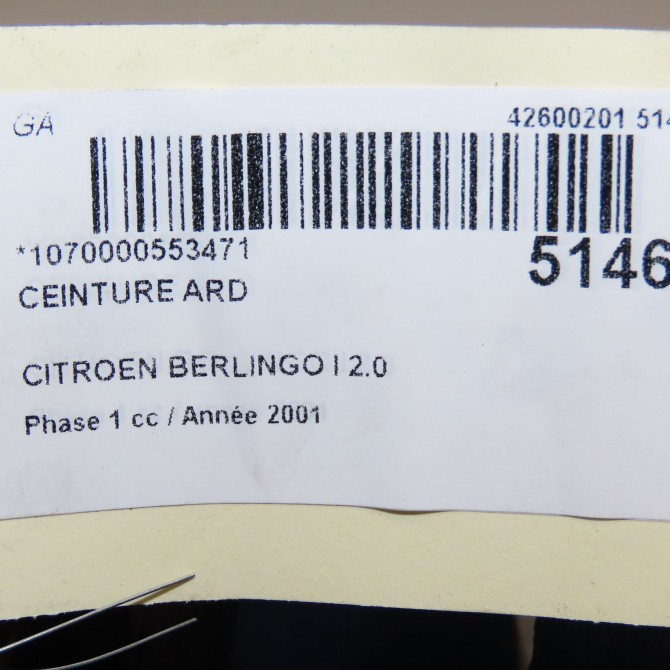 GA
42600201 514
*1070000553471
5146
CEINTURE ARD
CITROEN BERLINGO I 2.0
Phase 1 cc / Année 2001